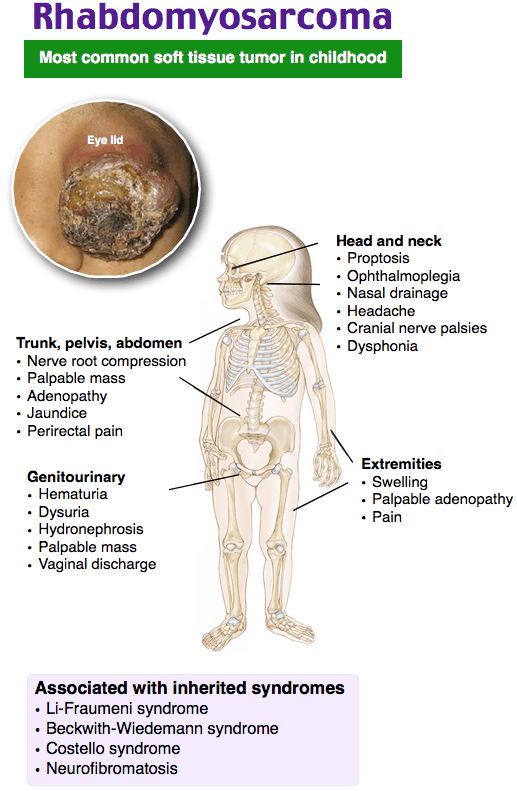 Rhabdomyosarcoma
Most common soft tissue tumor in childhood
Eye lid
Head and neck
• Proptosis
• Ophthalmoplegia
• Nasal drainage
• Headache
• Cranial nerve palsies
• Dysphonia
Trunk, pelvis, abdomen
• Nerve root compression
• Palpable mass
• Adenopathy
• Jaundice
• Perirectal pain
Genitourinary
• Hematuria
• Dysuria
• Hydronephrosis
• Palpable mass
• Vaginal discharge
Extremities
• Swelling
• Palpable adenopathy
• Pain
Associated with inherited syndromes
• Li-Fraumeni syndrome
• Beckwith-Wiedemann syndrome
• Costello syndrome
• Neurofibromatosis